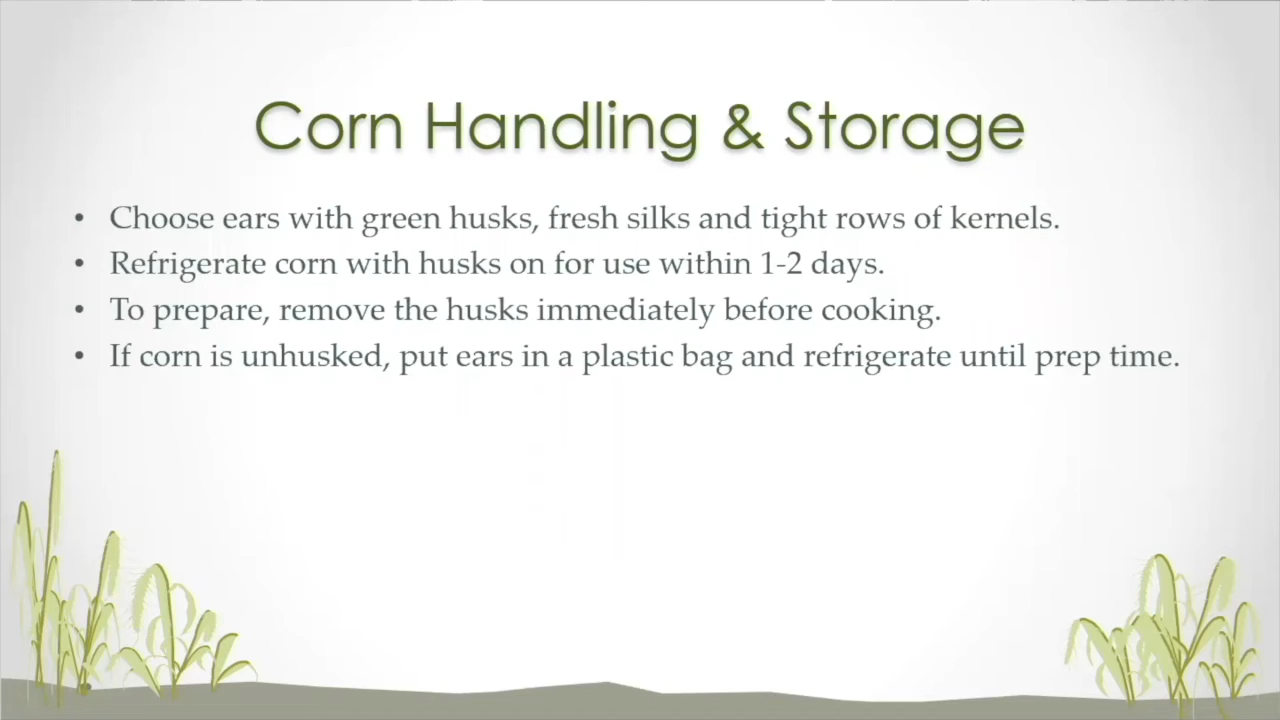 Corn Handling & Storage
• Choose ears with green husks, fresh silks and tight rows of kernels.
• Refrigerate corn with husks on for use within 1-2 days.
• To prepare, remove the husks immediately before cooking.
• If corn is unhusked, put ears in a plastic bag and refrigerate until prep time.